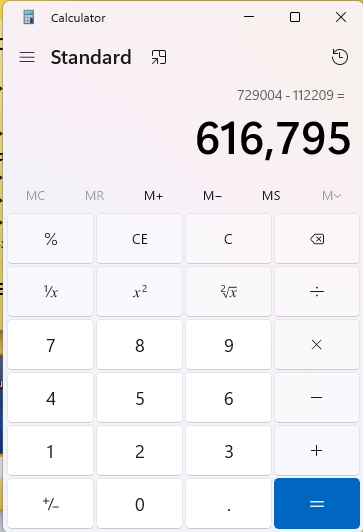 Calculator
Standard
729004 - 112209 =
616,795
MC MR M+ M− MS M˅
% CE C
¹/x x² ²√x ÷
7 8 9 ×
4 5 6 −
1 2 3 +
+/− 0 . =